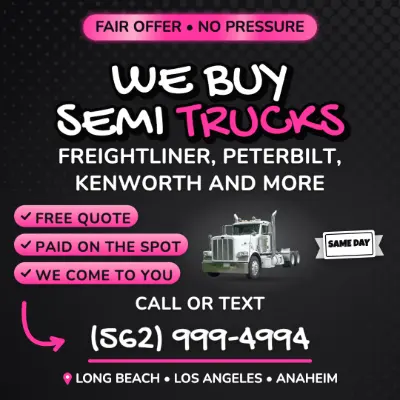 FAIR OFFER • NO PRESSURE
WE BUY
SEMI TRUCKS
FREIGHTLINER, PETERBILT,
KENWORTH AND MORE
FREE QUOTE
PAID ON THE SPOT
WE COME TO YOU
SAME DAY
CALL OR TEXT
(562) 999-4994
LONG BEACH • LOS ANGELES • ANAHEIM